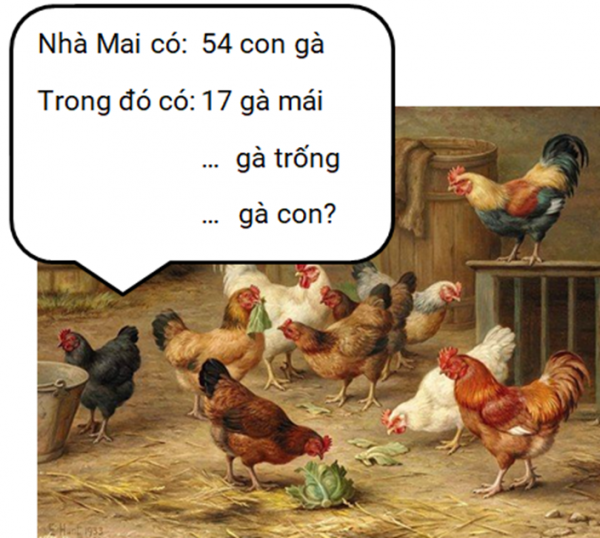 Nhà Mai có: 54 con gà
Trong đó có: 17 gà mái
... gà trống
... gà con?